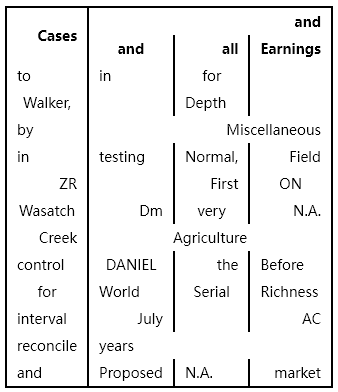 and
Cases
and all Earnings
to in for
Walker, Depth
by Miscellaneous
in testing Normal, Field
ZR First ON
Wasatch Dm very N.A.
Creek Agriculture
control DANIEL the Before
for World Serial Richness
interval July AC
reconcile years
and Proposed N.A. market